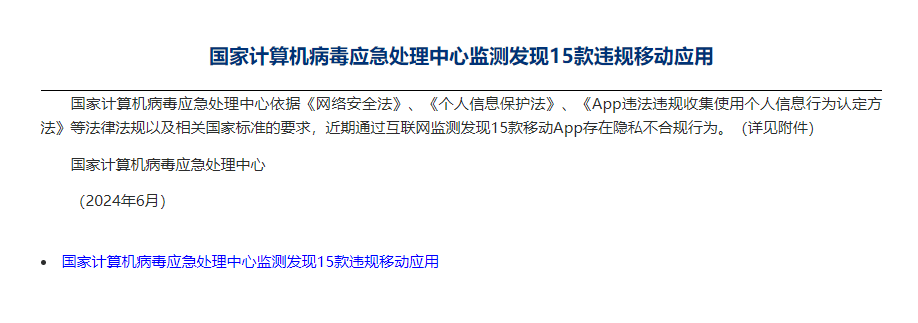 国家计算机病毒应急处理中心监测发现15款违规移动应用
国家计算机病毒应急处理中心依据《网络安全法》、《个人信息保护法》、《App违法违规收集使用个人信息行为认定方
法》等法律法规以及相关国家标准的要求，近期通过互联网监测发现15款移动App存在隐私不合规行为。（详见附件）
国家计算机病毒应急处理中心
（2024年6月）
• 国家计算机病毒应急处理中心监测发现15款违规移动应用